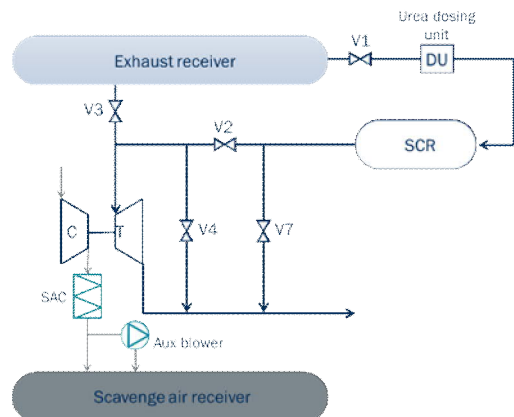 Urea dosing
unit
V1
Exhaust receiver
DU
V3
V2
SCR
C
T
V4
V7
SAC
Aux blower
Scavenge air receiver